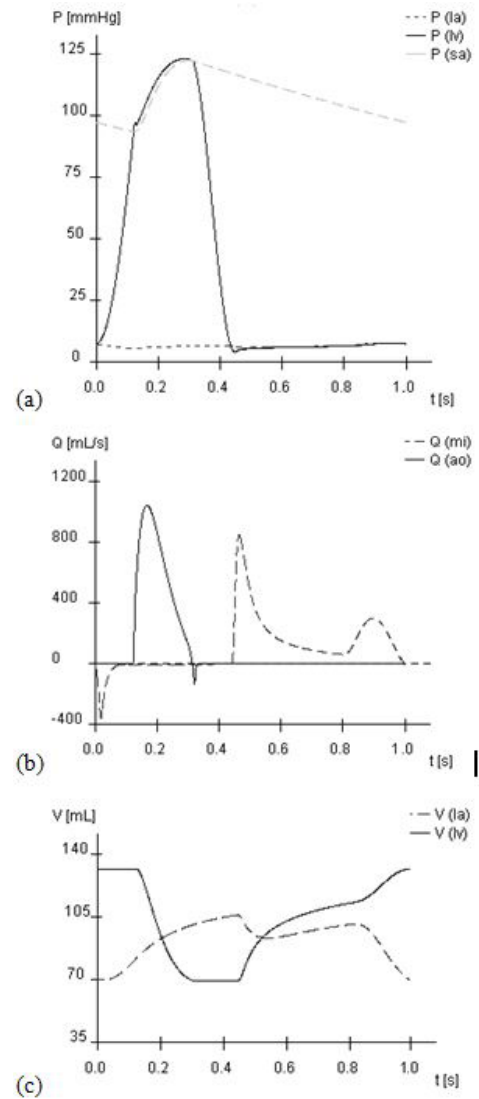 P [mmHg]
P (la)
P (lv)
P (sa)
125
100
75
50
25
0
0.0 0.2 0.4 0.6 0.8 1.0
t [s]
(a)
Q [mL/s]
Q (mi)
Q (ao)
1200
800
400
0
-400
0.0 0.2 0.4 0.6 0.8 1.0
t [s]
(b)
V [mL]
V (la)
V (lv)
140
105
70
35
0.0 0.2 0.4 0.6 0.8 1.0
t [s]
(c)